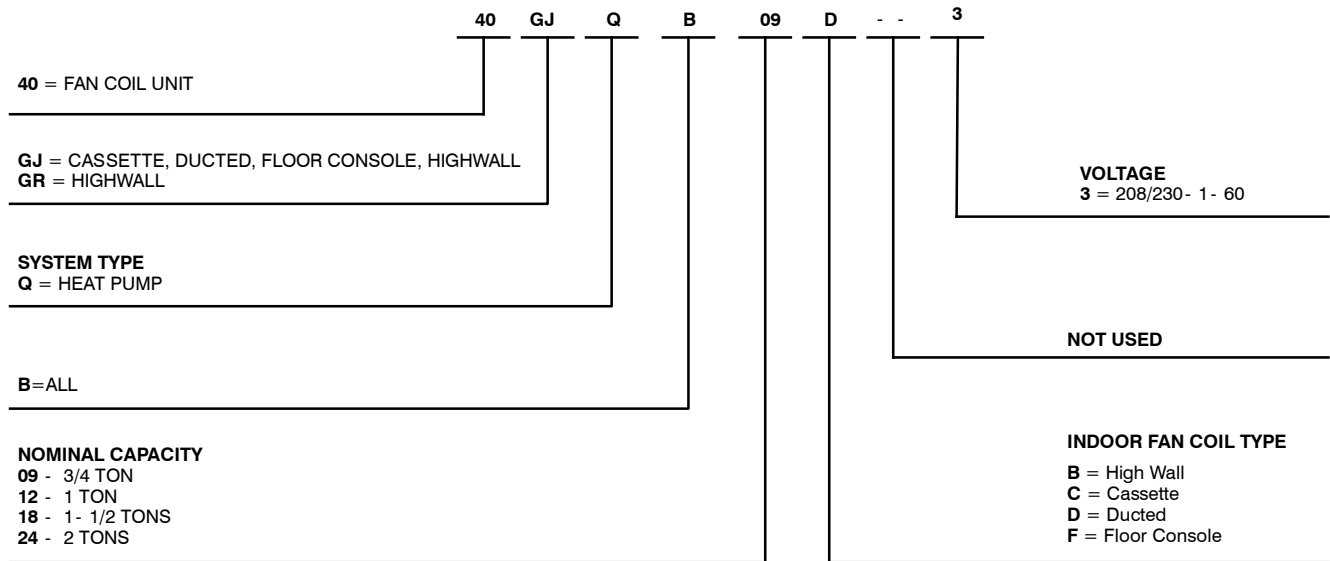 40 GJ Q B 09 D - - 3
40 = FAN COIL UNIT
GJ = CASSETTE, DUCTED, FLOOR CONSOLE, HIGHWALL
GR = HIGHWALL
SYSTEM TYPE
Q = HEAT PUMP
B=ALL
NOMINAL CAPACITY
09 - 3/4 TON
12 - 1 TON
18 - 1- 1/2 TONS
24 - 2 TONS
VOLTAGE
3 = 208/230- 1- 60
NOT USED
INDOOR FAN COIL TYPE
B = High Wall
C = Cassette
D = Ducted
F = Floor Console